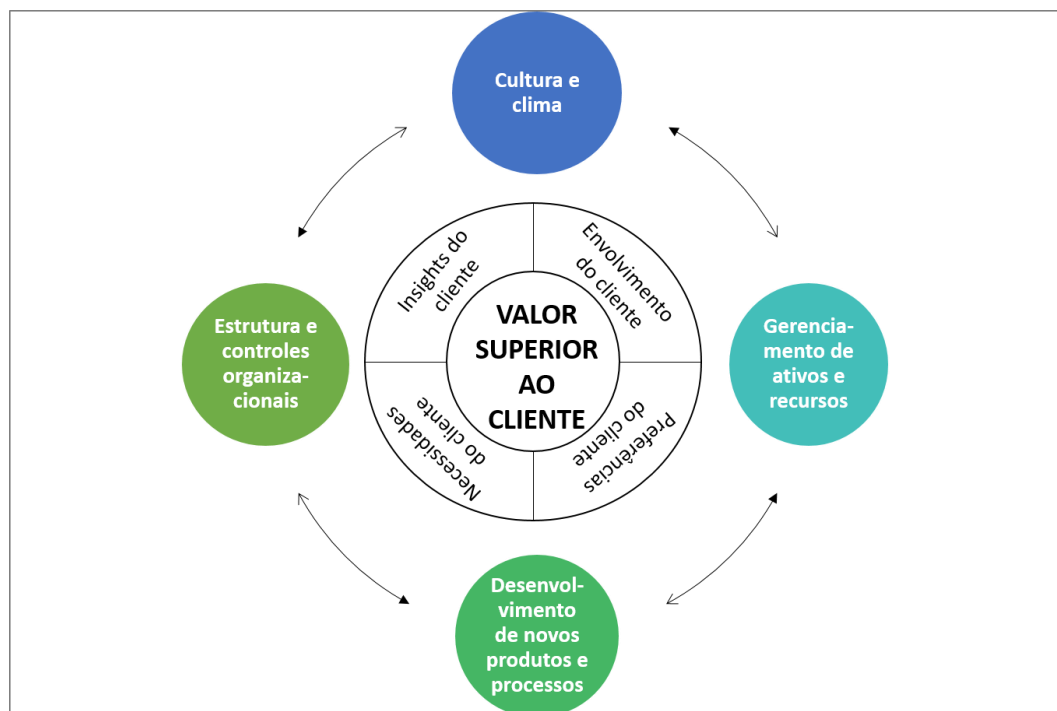 Cultura e
clima
Insights do
cliente
Envolvimento
do cliente
Estrutura e
controles
organiza-
cionais
VALOR
SUPERIOR
AO
CLIENTE
Gerencia-
mento de
ativos e
recursos
Necessidades
do cliente
Preferências
do cliente
Desenvol-
vimento
de novos
produtos e
processos